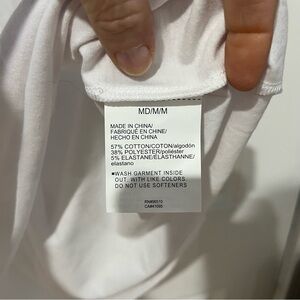 MD/M/M
MADE IN CHINA/
FABRIQUÉ EN CHINE/
HECHO EN CHINA
57% COTTON/COTON/algodón
38% POLYESTER/poliéster
5% ELASTANE/ÉLASTHANNE/
elastano
■WASH GARMENT INSIDE
OUT. WITH LIKE COLORS.
DO NOT USE SOFTENERS